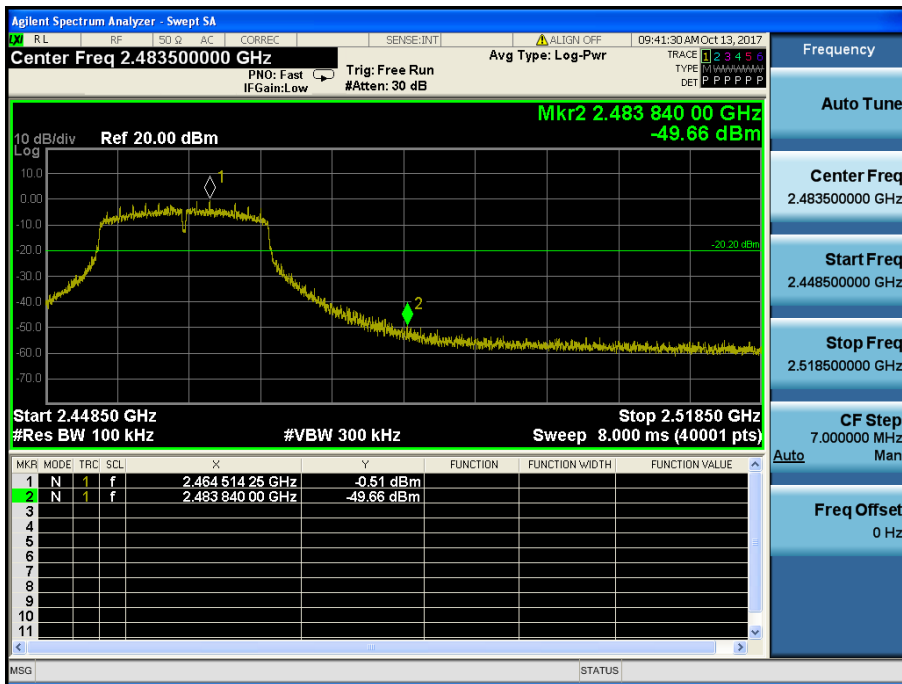 Agilent Spectrum Analyzer - Swept SA
LXI RL RF 50 Ω AC CORREC SENSE:INT ALIGN OFF 09:41:30 AM Oct 13, 2017
Center Freq 2.483500000 GHz
PNO: Fast
IFGain:Low
Trig: Free Run
#Atten: 30 dB
Avg Type: Log-Pwr
TRACE 1 2 3 4 5 6
TYPE M W W W W W
DET P P P P P P
Mkr2 2.483 840 00 GHz
-49.66 dBm
10 dB/div Ref 20.00 dBm
Log
10.0
0.00
-10.0
-20.0
-30.0
-40.0
-50.0
-60.0
-70.0
1
-20.20 dBm
2
Start 2.44850 GHz Stop 2.51850 GHz
#Res BW 100 kHz #VBW 300 kHz Sweep 8.000 ms (40001 pts)
MKR MODE TRC SCL X Y FUNCTION FUNCTION WIDTH FUNCTION VALUE
1 N 1 f 2.464 514 25 GHz -0.51 dBm
2 N 1 f 2.483 840 00 GHz -49.66 dBm
3
4
5
6
7
8
9
10
11
MSG STATUS
Frequency
Auto Tune
Center Freq
2.483500000 GHz
Start Freq
2.448500000 GHz
Stop Freq
2.518500000 GHz
CF Step
7.000000 MHz
Auto Man
Freq Offset
0 Hz